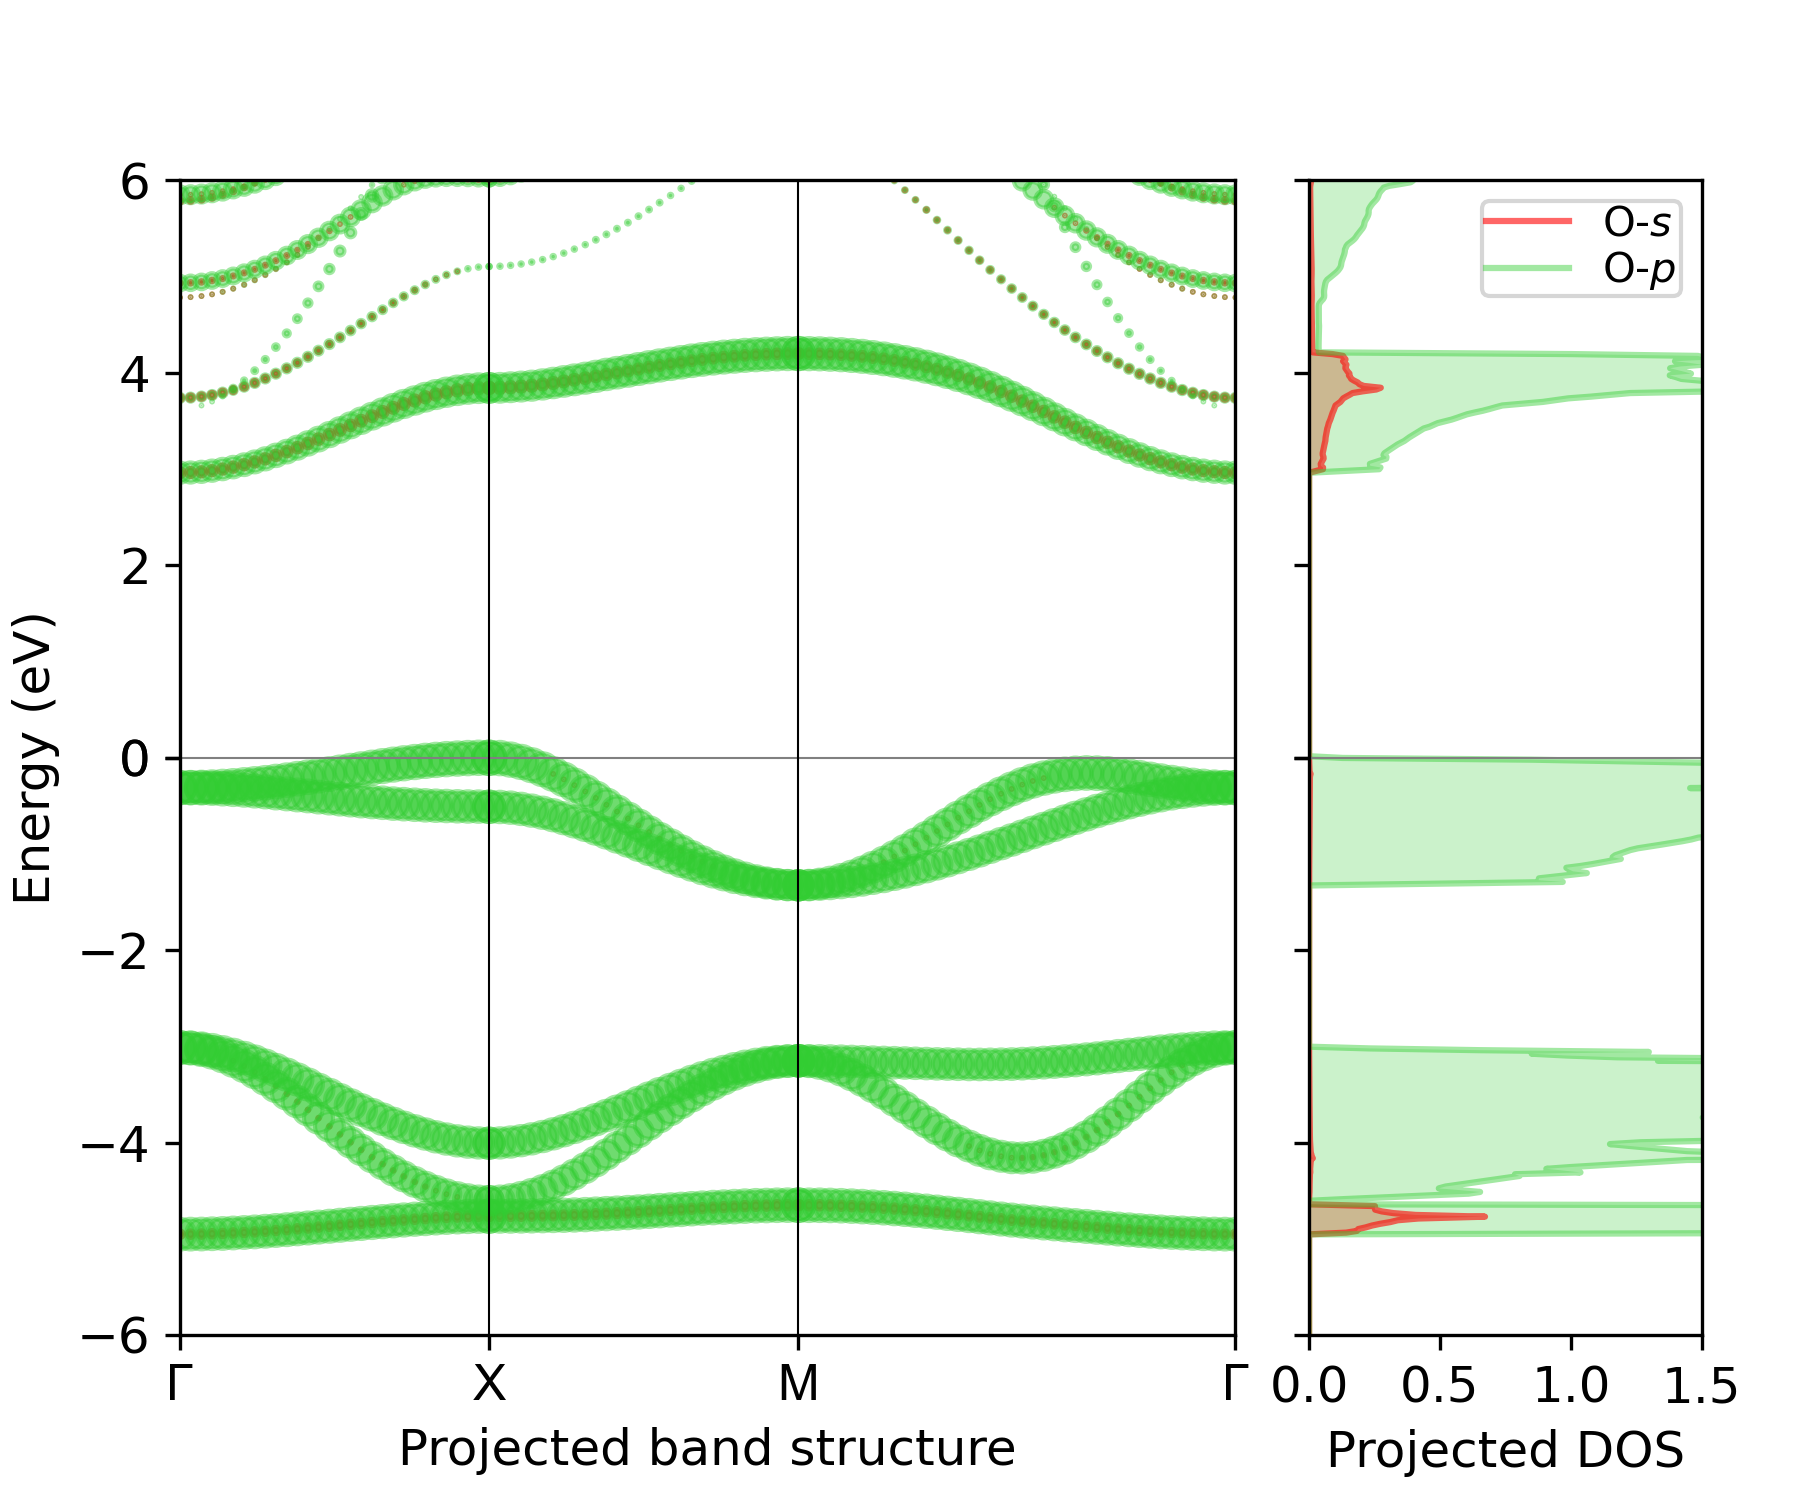 6
4
2
0
−2
−4
−6
Energy (eV)
Γ
X
M
Γ
Projected band structure
O-s
O-p
0.0
0.5
1.0
1.5
Projected DOS